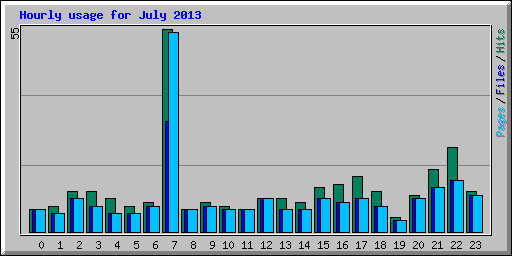 Hourly usage for July 2013
55
Pages/Files/Hits
0 1 2 3 4 5 6 7 8 9 10 11 12 13 14 15 16 17 18 19 20 21 22 23